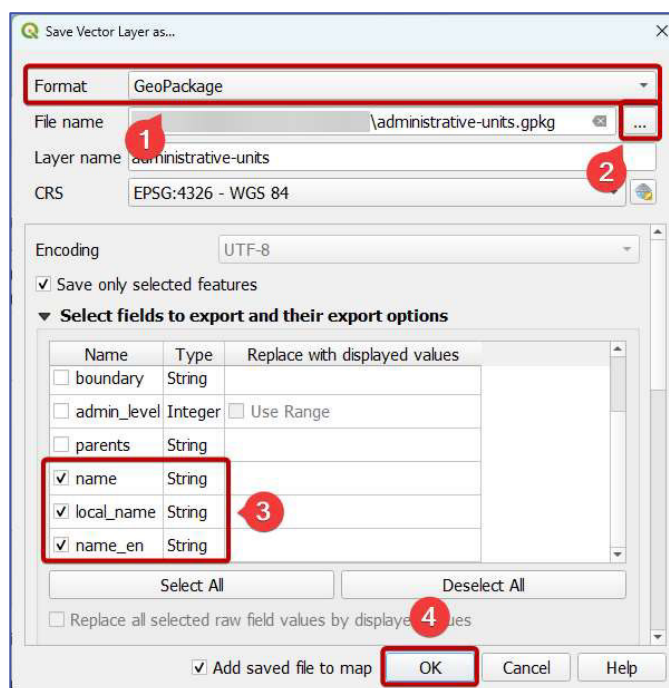 Save Vector Layer as...
Format GeoPackage
File name \administrative-units.gpkg ...
1
2
Layer name administrative-units
CRS EPSG:4326 - WGS 84
Encoding UTF-8
Save only selected features
Select fields to export and their export options
Name Type Replace with displayed values
boundary String
admin_level Integer Use Range
parents String
name String
local_name String
3
name_en String
Select All Deselect All
Replace all selected raw field values by displayed values
4
Add saved file to map OK Cancel Help